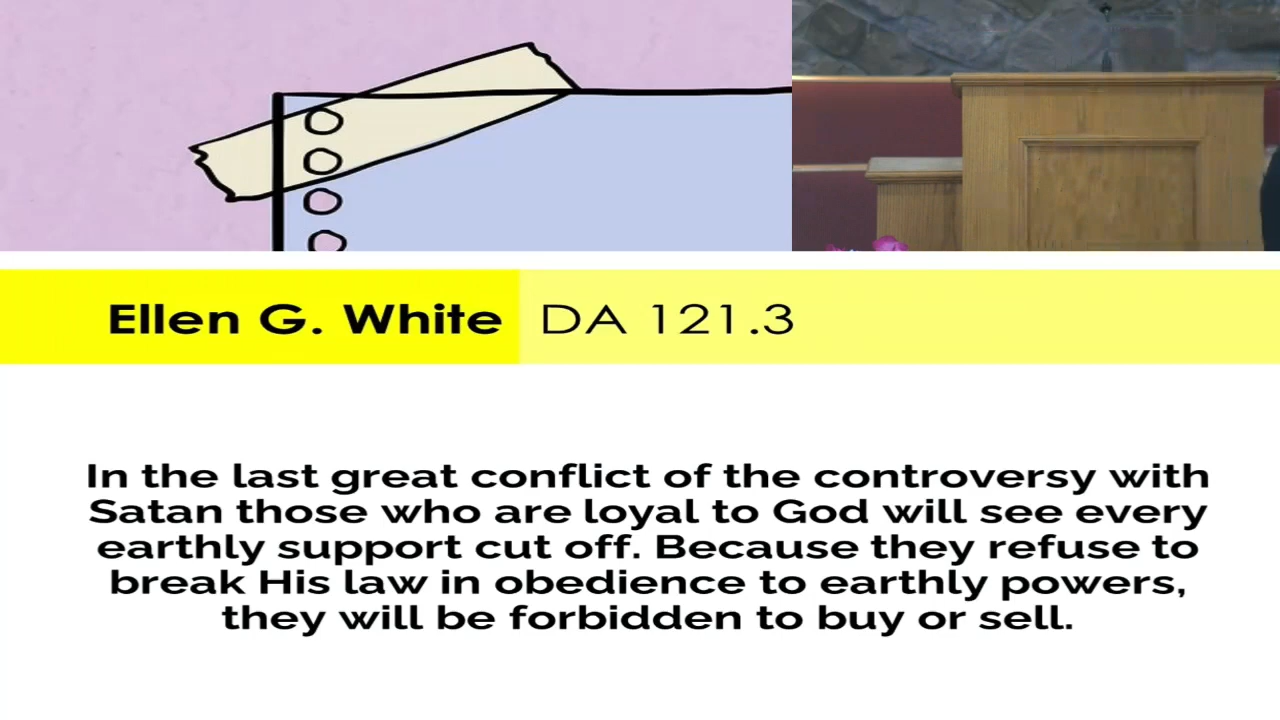 Ellen G. White DA 121.3
In the last great conflict of the controversy with
Satan those who are loyal to God will see every
earthly support cut off. Because they refuse to
break His law in obedience to earthly powers,
they will be forbidden to buy or sell.